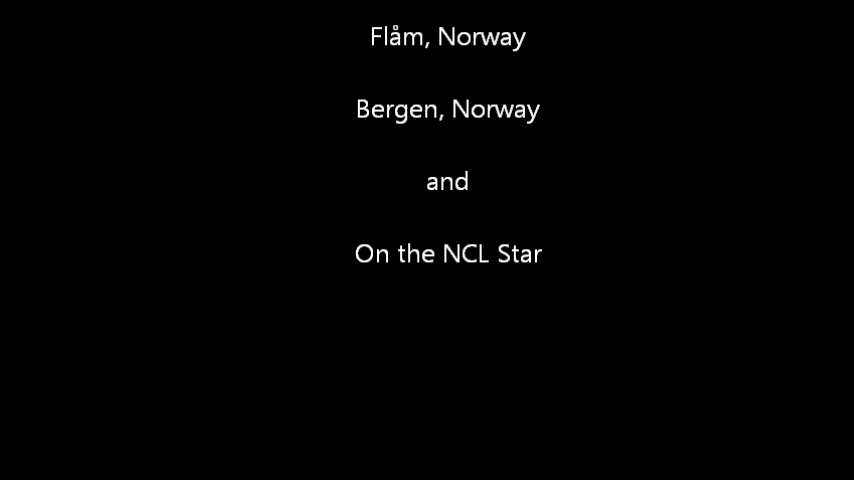 Flåm, Norway
Bergen, Norway
and
On the NCL Star